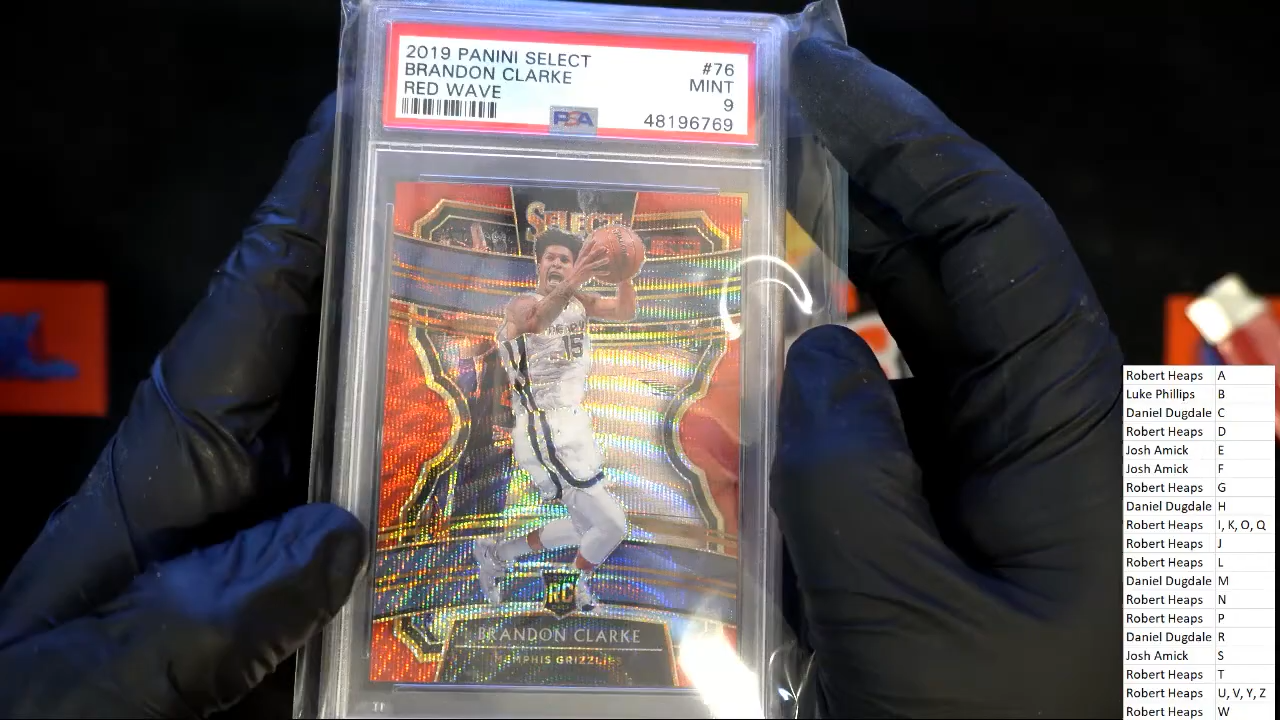 2019 PANINI SELECT
BRANDON CLARKE
RED WAVE
#76
MINT
9
48196769
PSA
SELECT
15
RC
BRANDON CLARKE
MEMPHIS GRIZZLIES
Robert Heaps A
Luke Phillips B
Daniel Dugdale C
Robert Heaps D
Josh Amick E
Josh Amick F
Robert Heaps G
Daniel Dugdale H
Robert Heaps I, K, O, Q
Robert Heaps J
Robert Heaps L
Daniel Dugdale M
Robert Heaps N
Robert Heaps P
Daniel Dugdale R
Josh Amick S
Robert Heaps T
Robert Heaps U, V, Y, Z
Robert Heaps W